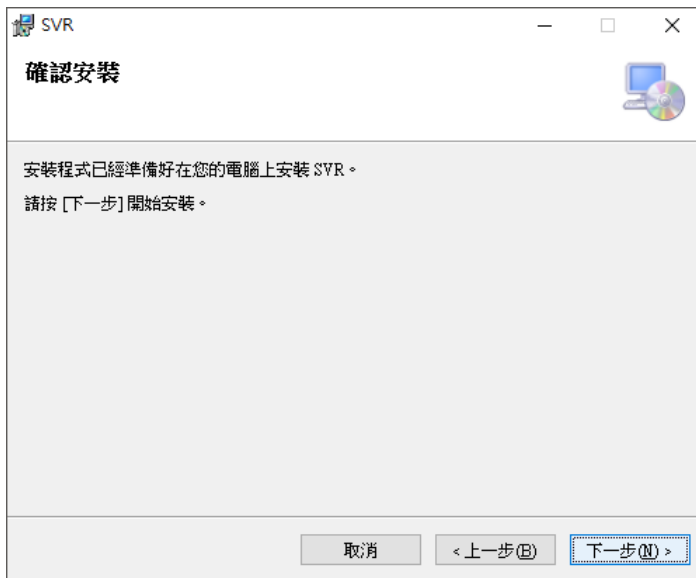 SVR
確認安裝
安裝程式已經準備好在您的電腦上安裝 SVR。
請按 [下一步] 開始安裝。
取消
< 上一步(B)
下一步(N) >